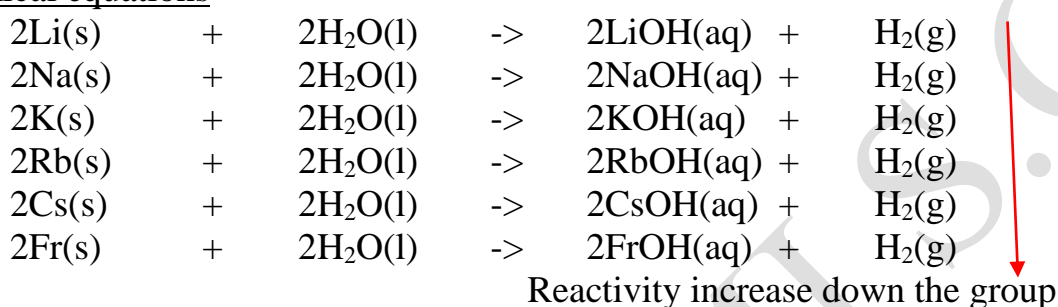 2Li(s) + 2H₂O(l) -> 2LiOH(aq) + H₂(g)
2Na(s) + 2H₂O(l) -> 2NaOH(aq) + H₂(g)
2K(s) + 2H₂O(l) -> 2KOH(aq) + H₂(g)
2Rb(s) + 2H₂O(l) -> 2RbOH(aq) + H₂(g)
2Cs(s) + 2H₂O(l) -> 2CsOH(aq) + H₂(g)
2Fr(s) + 2H₂O(l) -> 2FrOH(aq) + H₂(g)
Reactivity increase down the group